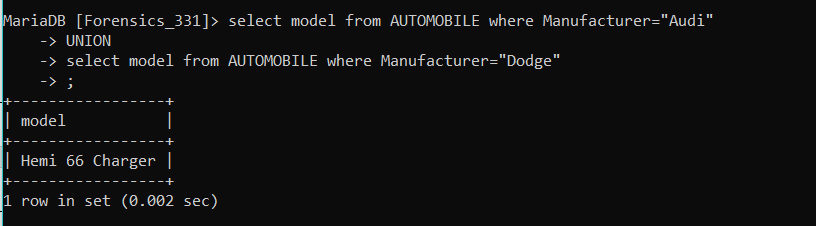 MariaDB [Forensics_331]> select model from AUTOMOBILE where Manufacturer="Audi"
    -> UNION
    -> select model from AUTOMOBILE where Manufacturer="Dodge"
    -> ;
+-----------------+
| model           |
+-----------------+
| Hemi 66 Charger |
+-----------------+
1 row in set (0.002 sec)